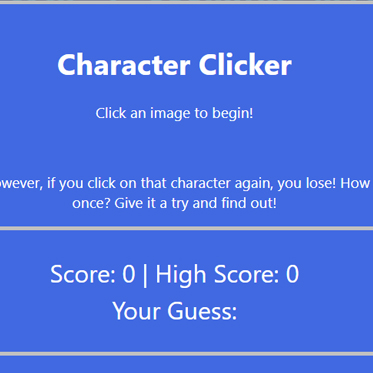 Character Clicker
Click an image to begin!
owever, if you click on that character again, you lose! How
once? Give it a try and find out!
Score: 0 | High Score: 0
Your Guess: